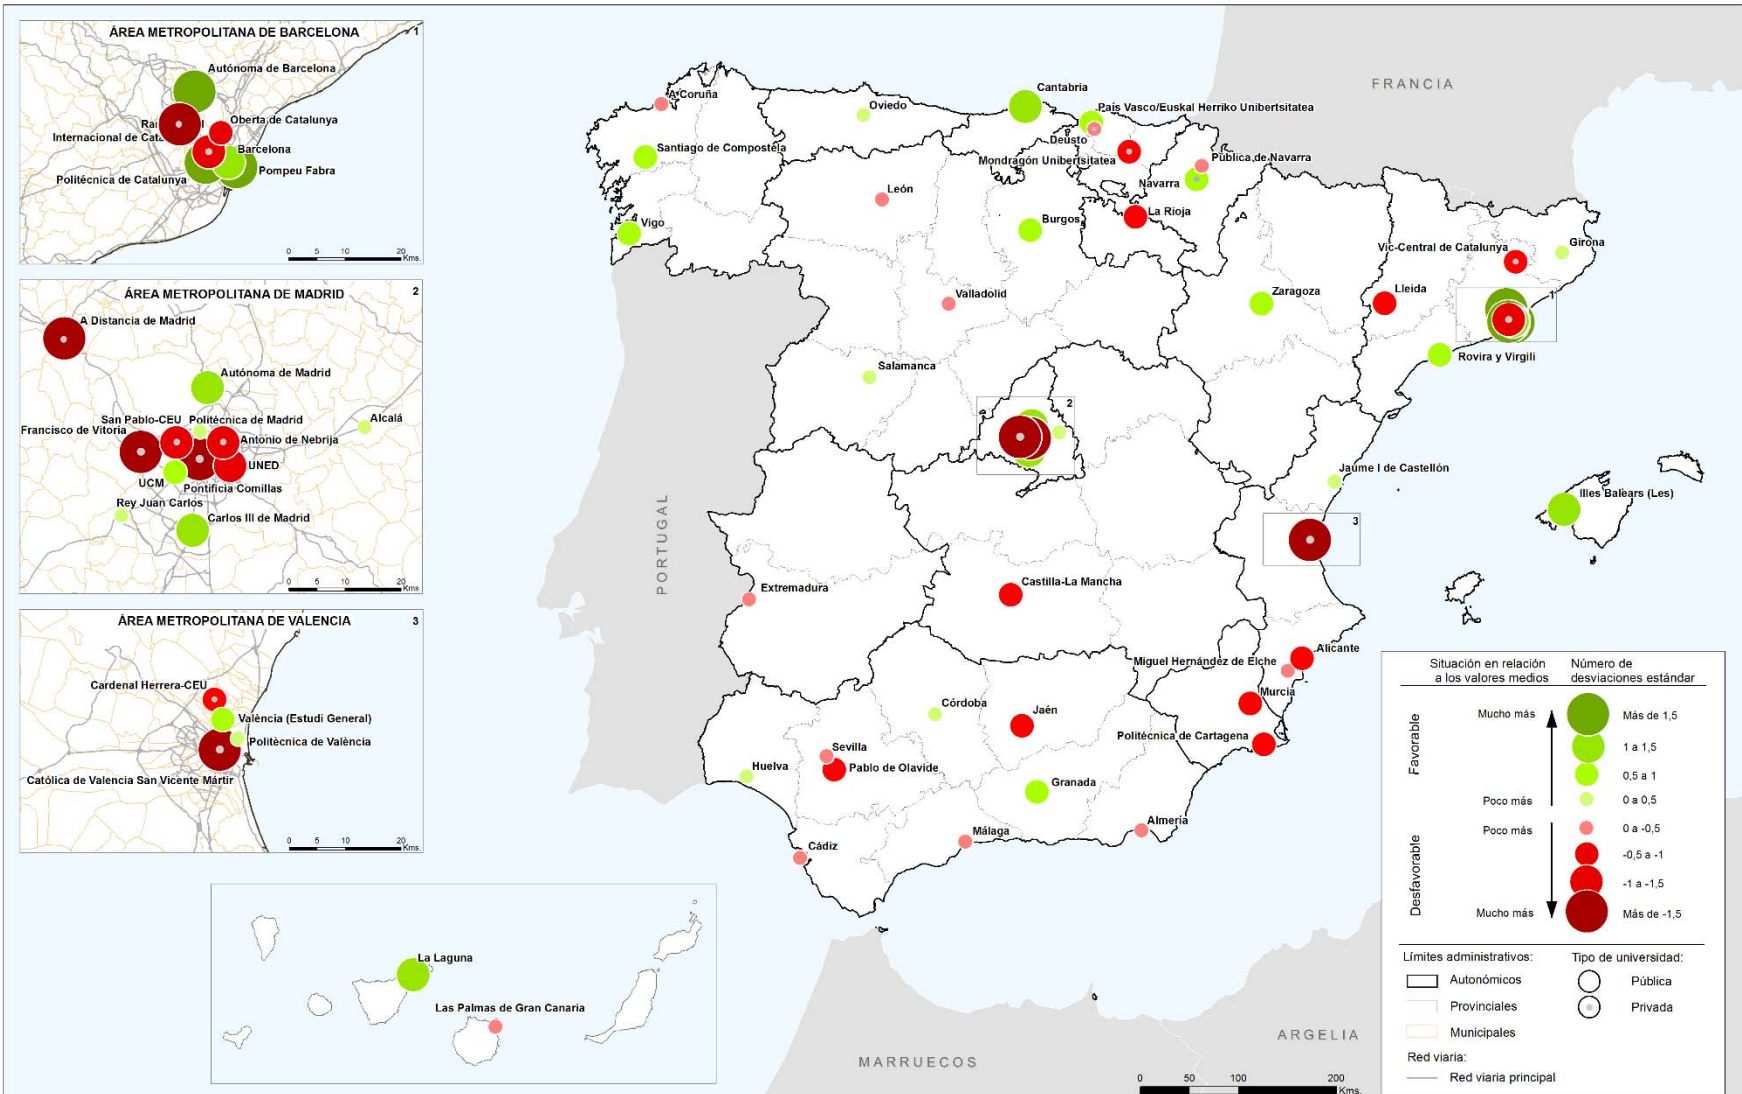 ÁREA METROPOLITANA DE BARCELONA
1
Autónoma de Barcelona
Oberta de Catalunya
Barcelona
Politécnica de Catalunya
Pompeu Fabra
0 5 10 20
Kms.
ÁREA METROPOLITANA DE MADRID
2
A Distancia de Madrid
Autónoma de Madrid
San Pablo-CEU
Politécnica de Madrid
Alcalá
Francisco de Vitoria
Antonio de Nebrija
UNED
UCM
Pontificia Comillas
Rey Juan Carlos
Carlos III de Madrid
0 5 10 20
Kms.
ÁREA METROPOLITANA DE VALENCIA
3
Cardenal Herrera-CEU
València (Estudi General)
Politècnica de València
Católica de Valencia San Vicente Mártir
0 5 10 20
Kms.
La Laguna
Las Palmas de Gran Canaria
FRANCIA
PORTUGAL
MARRUECOS
ARGELIA
A Coruña
Oviedo
Cantabria
País Vasco/Euskal Herriko Unibertsitatea
Deusto
Santiago de Compostela
Mondragón Unibertsitatea
Pública de Navarra
Navarra
León
Vigo
Burgos
La Rioja
Vic-Central de Catalunya
Girona
Valladolid
Zaragoza
Lleida
1
Rovira y Virgili
Salamanca
2
Jaume I de Castellón
Illes Balears (Les)
3
Extremadura
Castilla-La Mancha
Alicante
Miguel Hernández de Elche
Murcia
Córdoba
Jaén
Politécnica de Cartagena
Sevilla
Huelva
Pablo de Olavide
Granada
Almería
Málaga
Cádiz
0 50 100 200
Kms.
Situación en relación
a los valores medios
Número de
desviaciones estándar
Favorable
Mucho más
Más de 1,5
1 a 1,5
0,5 a 1
Poco más
0 a 0,5
Desfavorable
Poco más
0 a -0,5
-0,5 a -1
-1 a -1,5
Mucho más
Más de -1,5
Límites administrativos:
Tipo de universidad:
Autonómicos
Pública
Provinciales
Privada
Municipales
Red viaria:
Red viaria principal